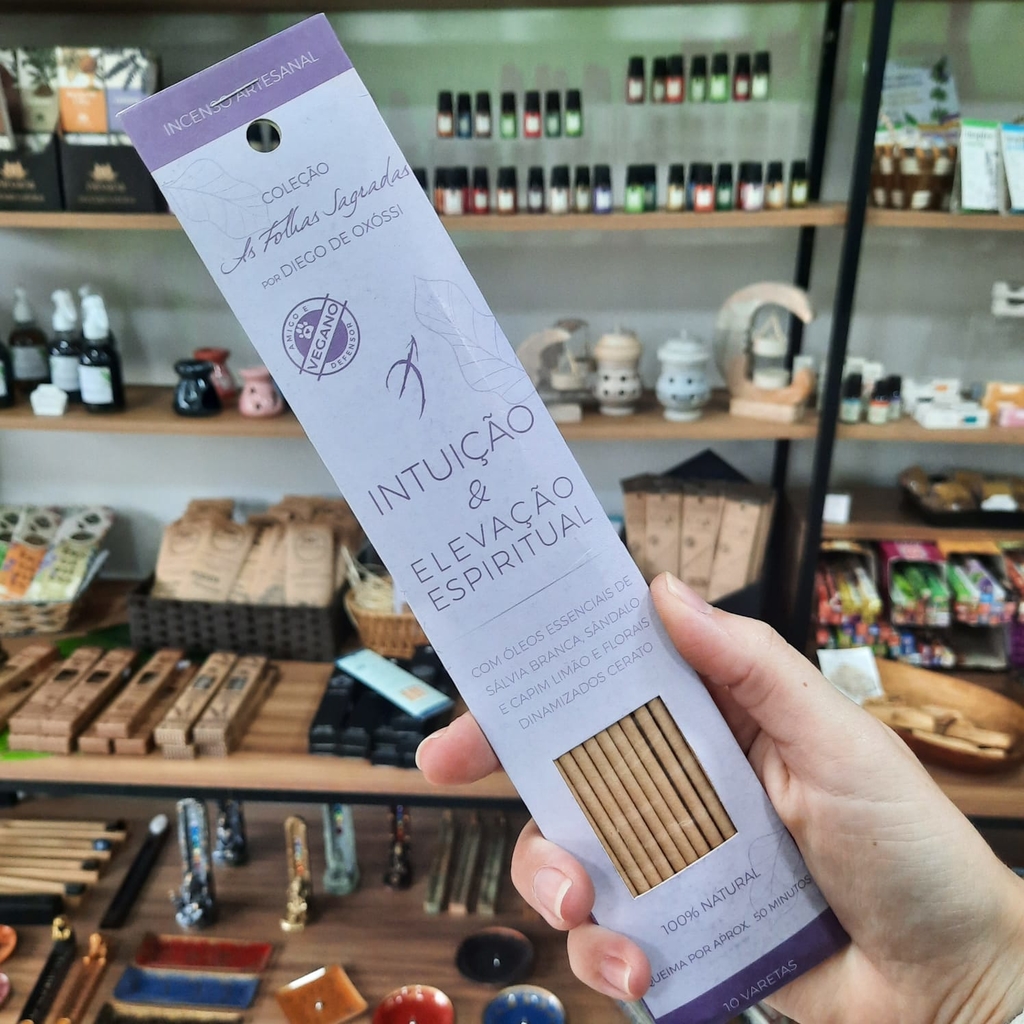 INCENSO ARTESANAL
COLEÇÃO
As Folhas Sagradas
POR DIEGO DE OXÓSSI
AMIGO E
VEGANO
DEFENSOR
INTUIÇÃO
&
ELEVAÇÃO
ESPIRITUAL
COM ÓLEOS ESSENCIAIS DE
SÁLVIA BRANCA, SÂNDALO
E CAPIM LIMÃO E FLORAIS
DINAMIZADOS CERATO
100% NATURAL
QUEIMA POR APROX. 50 MINUTOS
10 VARETAS